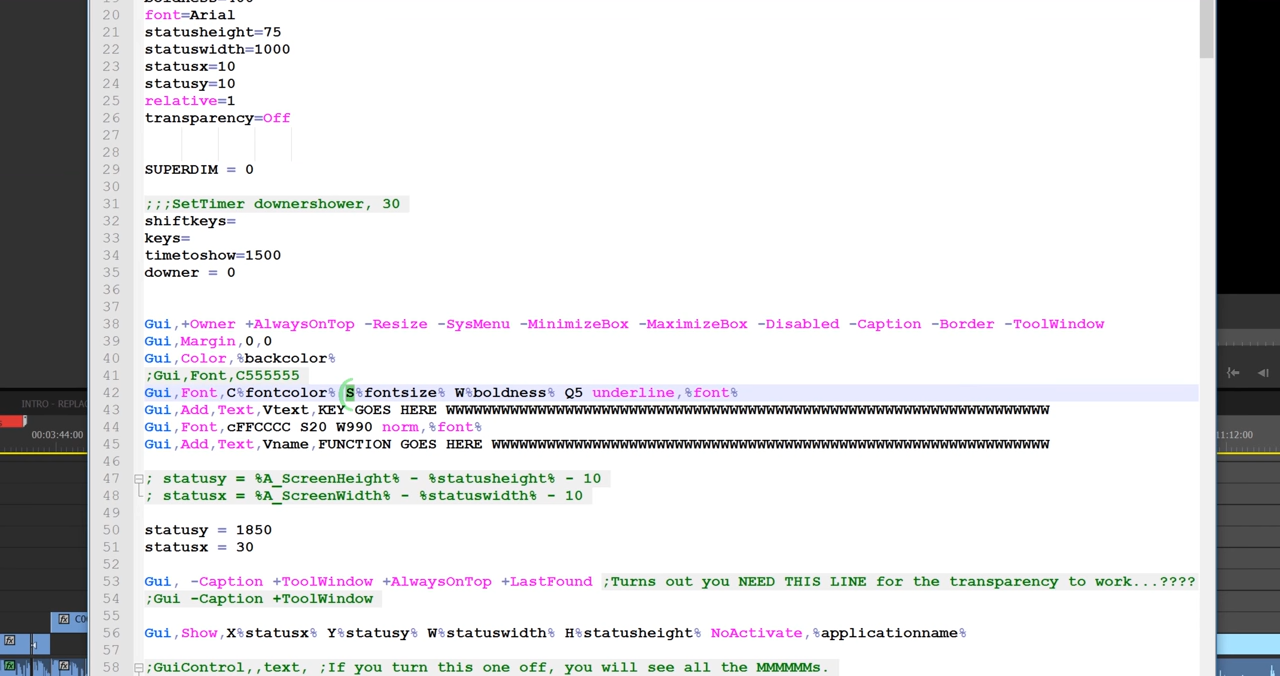 20 font=Arial
21 statusheight=75
22 statuswidth=1000
23 statusx=10
24 statusy=10
25 relative=1
26 transparency=Off
27
28
29 SUPERDIM = 0
30
31 ;;;SetTimer downershower, 30
32 shiftkeys=
33 keys=
34 timetoshow=1500
35 downer = 0
36
37
38 Gui,+Owner +AlwaysOnTop -Resize -SysMenu -MinimizeBox -MaximizeBox -Disabled -Caption -Border -ToolWindow
39 Gui,Margin,0,0
40 Gui,Color,%backcolor%
41 ;Gui,Font,C555555
42 Gui,Font,C%fontcolor% S%fontsize% W%boldness% Q5 underline,%font%
43 Gui,Add,Text,Vtext,KEY GOES HERE WWWWWWWWWWWWWWWWWWWWWWWWWWWWWWWWWWWWWWWWWWWWWWWWWWWWWWWWWWWWWWWWWW
44 Gui,Font,cFFCCCC S20 W990 norm,%font%
45 Gui,Add,Text,Vname,FUNCTION GOES HERE WWWWWWWWWWWWWWWWWWWWWWWWWWWWWWWWWWWWWWWWWWWWWWWWWWWWWWWWWWWWW
46
47 ; statusy = %A_ScreenHeight% - %statusheight% - 10
48 ; statusx = %A_ScreenWidth% - %statuswidth% - 10
49
50 statusy = 1850
51 statusx = 30
52
53 Gui, -Caption +ToolWindow +AlwaysOnTop +LastFound ;Turns out you NEED THIS LINE for the transparency to work...????
54 ;Gui -Caption +ToolWindow
55
56 Gui,Show,X%statusx% Y%statusy% W%statuswidth% H%statusheight% NoActivate,%applicationname%
57
58 ;GuiControl,,text, ;If you turn this one off, you will see all the MMMMMMs.
INTRO - REPLAC
00:03:44:00
11:12:00
fx CO
fx
fx fx